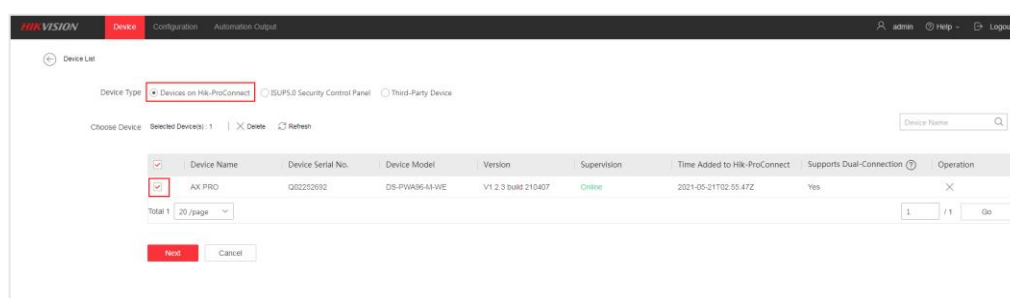 HIKVISION Device Configuration Automation Output admin Help Logou
Device List
Device Type Devices on Hik-ProConnect ISUP5.0 Security Control Panel Third-Party Device
Choose Device Selected Device(s) : 1 Delete Refresh Device Name
Device Name Device Serial No. Device Model Version Supervision Time Added to Hik-ProConnect Supports Dual-Connection Operation
AX PRO Q02252692 DS-PWA96-M-WE V1.2.3 build 210407 Online 2021-05-21T02:55:47Z Yes
Total 1 20 /page 1 / 1 Go
Next Cancel